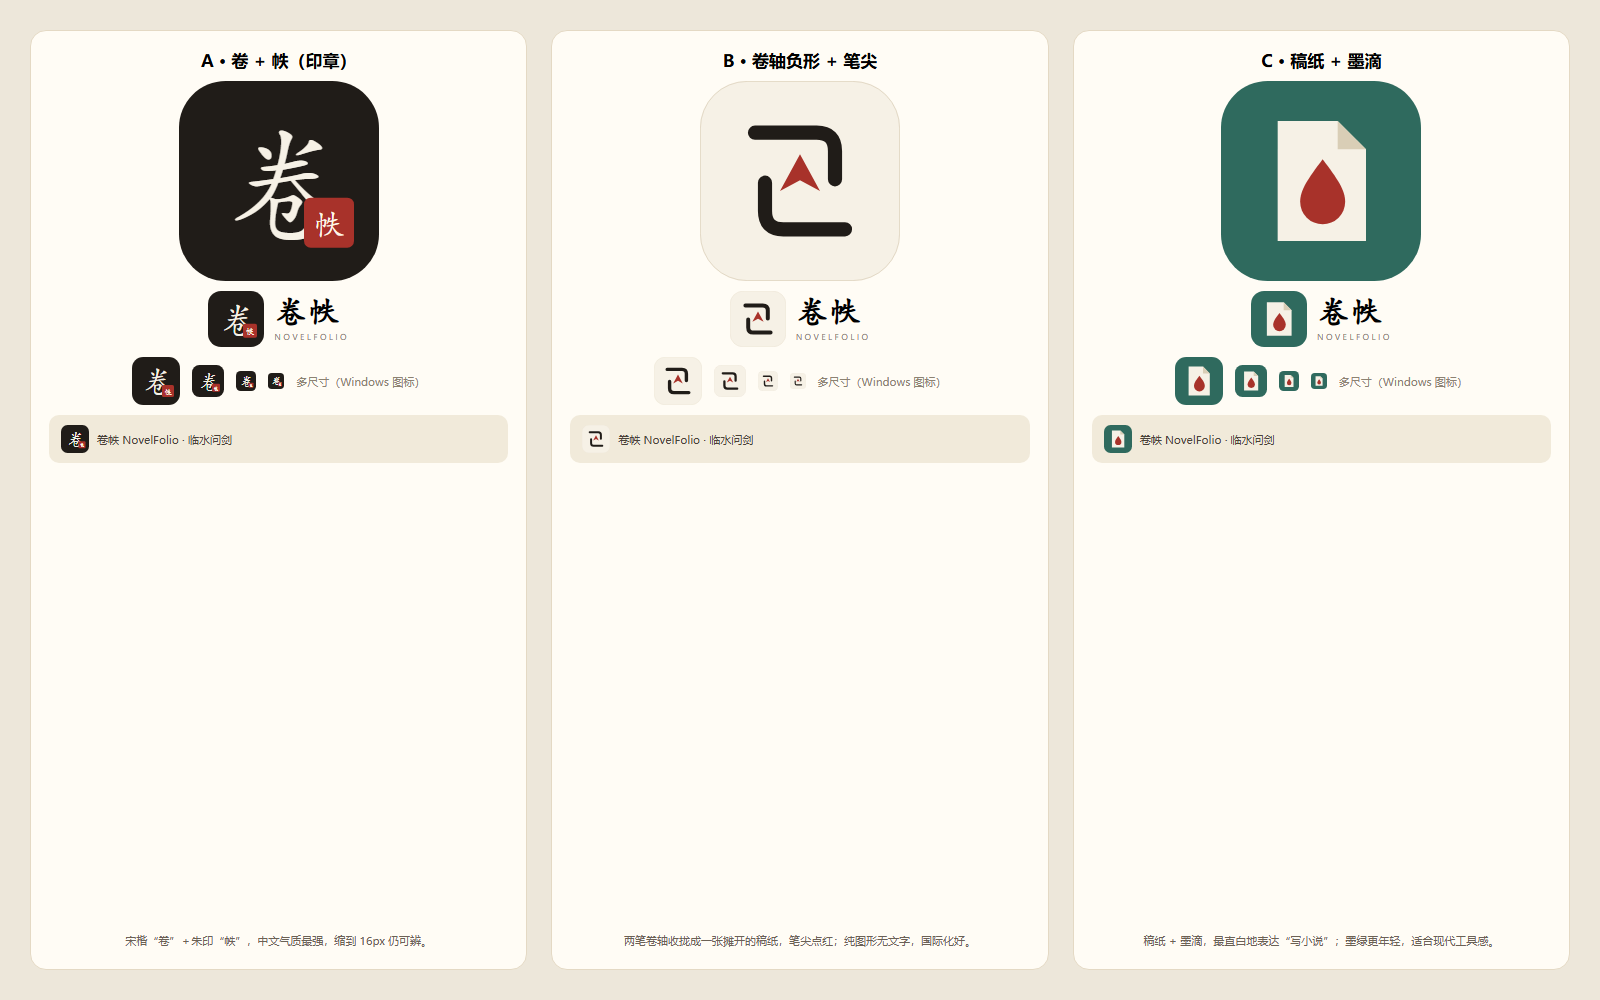 A · 卷 + 帙（印章）
卷
帙
卷
帙
卷帙
NOVELFOLIO
卷
帙
卷
卷
卷
多尺寸（Windows 图标）
卷
卷帙 NovelFolio · 临水问剑
宋楷“卷”+朱印“帙”，中文气质最强，缩到 16px 仍可辨。
B · 卷轴负形 + 笔尖
卷帙
NOVELFOLIO
多尺寸（Windows 图标）
卷帙 NovelFolio · 临水问剑
两笔卷轴收拢成一张摊开的稿纸，笔尖点红；纯图形无文字，国际化好。
C · 稿纸 + 墨滴
卷帙
NOVELFOLIO
多尺寸（Windows 图标）
卷帙 NovelFolio · 临水问剑
稿纸 + 墨滴，最直白地表达“写小说”；墨绿更年轻，适合现代工具感。